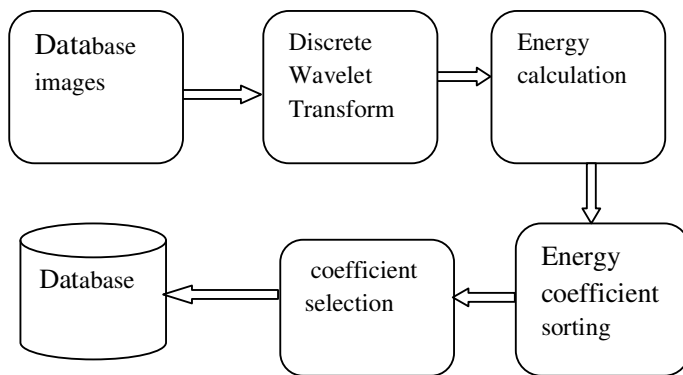 Database
images
Discrete
Wavelet
Transform
Energy
calculation
Energy
coefficient
sorting
coefficient
selection
Database